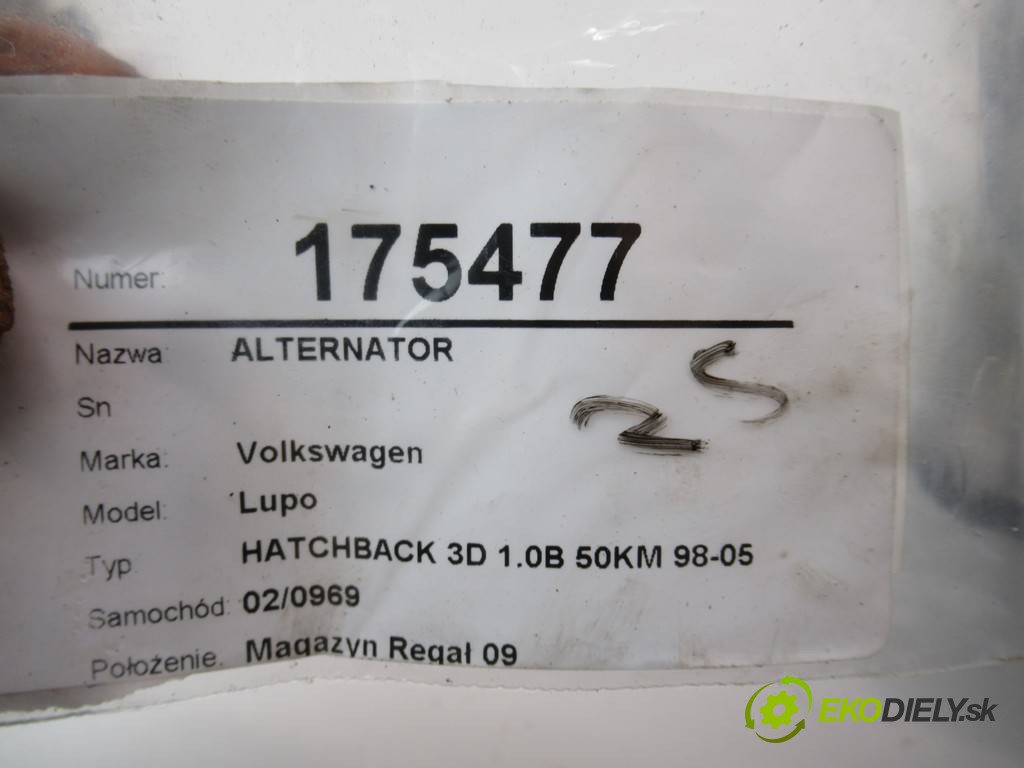 Numer: 175477
Nazwa: ALTERNATOR
Sn
Marka: Volkswagen
Model: Lupo
Typ HATCHBACK 3D 1.0B 50KM 98-05
Samochód: 02/0969
Położenie. Magazyn Regał 09
EKODIELY.sk